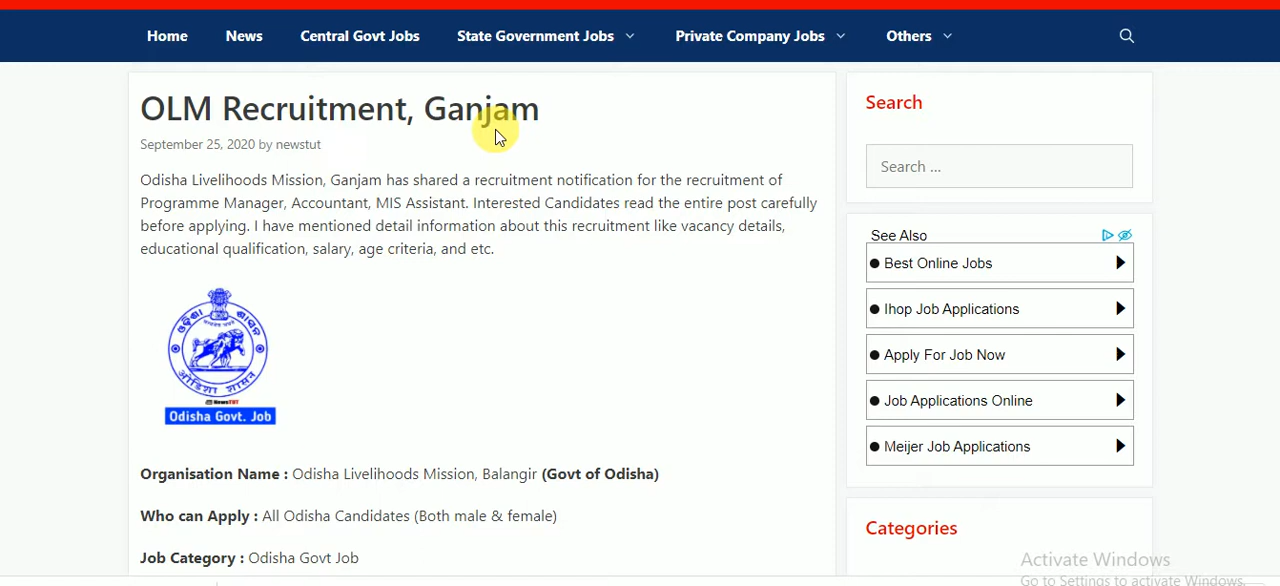 Home News Central Govt Jobs State Government Jobs Private Company Jobs Others
OLM Recruitment, Ganjam
September 25, 2020 by newstut
Odisha Livelihoods Mission, Ganjam has shared a recruitment notification for the recruitment of
Programme Manager, Accountant, MIS Assistant. Interested Candidates read the entire post carefully
before applying. I have mentioned detail information about this recruitment like vacancy details,
educational qualification, salary, age criteria, and etc.
ଓଡ଼ିଶା ଶାସନ
ओडिशा शासन
NewsTUT
Odisha Govt. Job
Organisation Name : Odisha Livelihoods Mission, Balangir (Govt of Odisha)
Who can Apply : All Odisha Candidates (Both male & female)
Job Category : Odisha Govt Job
Search
Search ...
See Also
Best Online Jobs
Ihop Job Applications
Apply For Job Now
Job Applications Online
Meijer Job Applications
Categories
Activate Windows
Go to Settings to activate Windows.